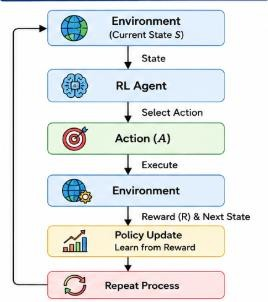 Environment
(Current State S)
State
RL Agent
Select Action
Action (A)
Execute
Environment
Reward (R) & Next State
Policy Update
Learn from Reward
Repeat Process